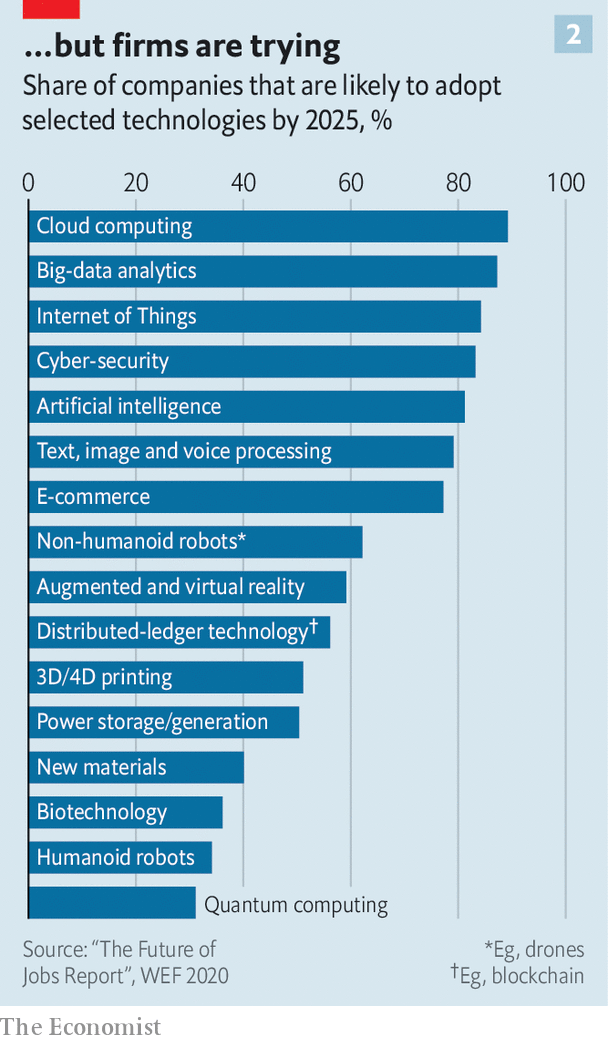 ...but firms are trying
2
Share of companies that are likely to adopt
selected technologies by 2025, %
0 20 40 60 80 100
Cloud computing
Big-data analytics
Internet of Things
Cyber-security
Artificial intelligence
Text, image and voice processing
E-commerce
Non-humanoid robots*
Augmented and virtual reality
Distributed-ledger technology†
3D/4D printing
Power storage/generation
New materials
Biotechnology
Humanoid robots
Quantum computing
Source: “The Future of
Jobs Report”, WEF 2020
*Eg, drones
†Eg, blockchain
The Economist